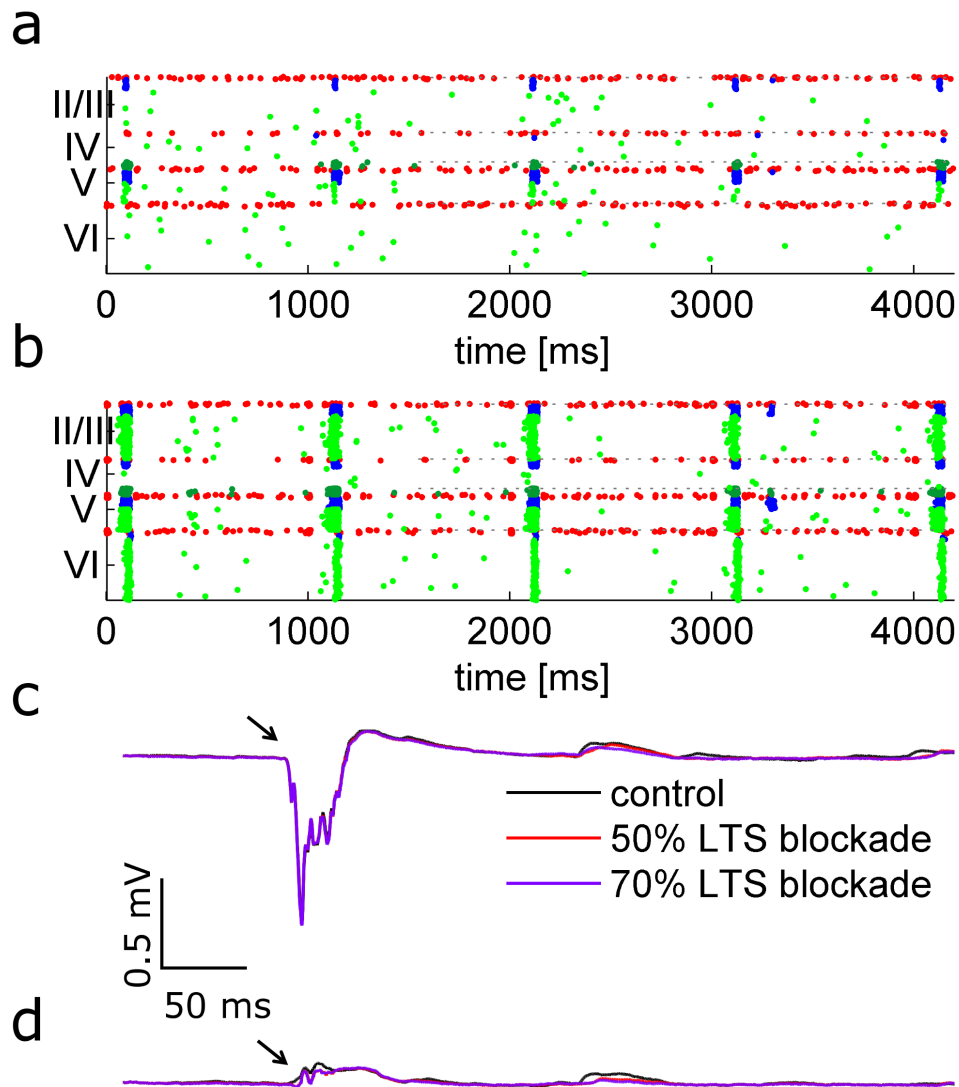 a
II/III
IV
V
VI
0 1000 2000 3000 4000
time [ms]
b
II/III
IV
V
VI
0 1000 2000 3000 4000
time [ms]
c
control
50% LTS blockade
70% LTS blockade
0.5 mV
50 ms
d